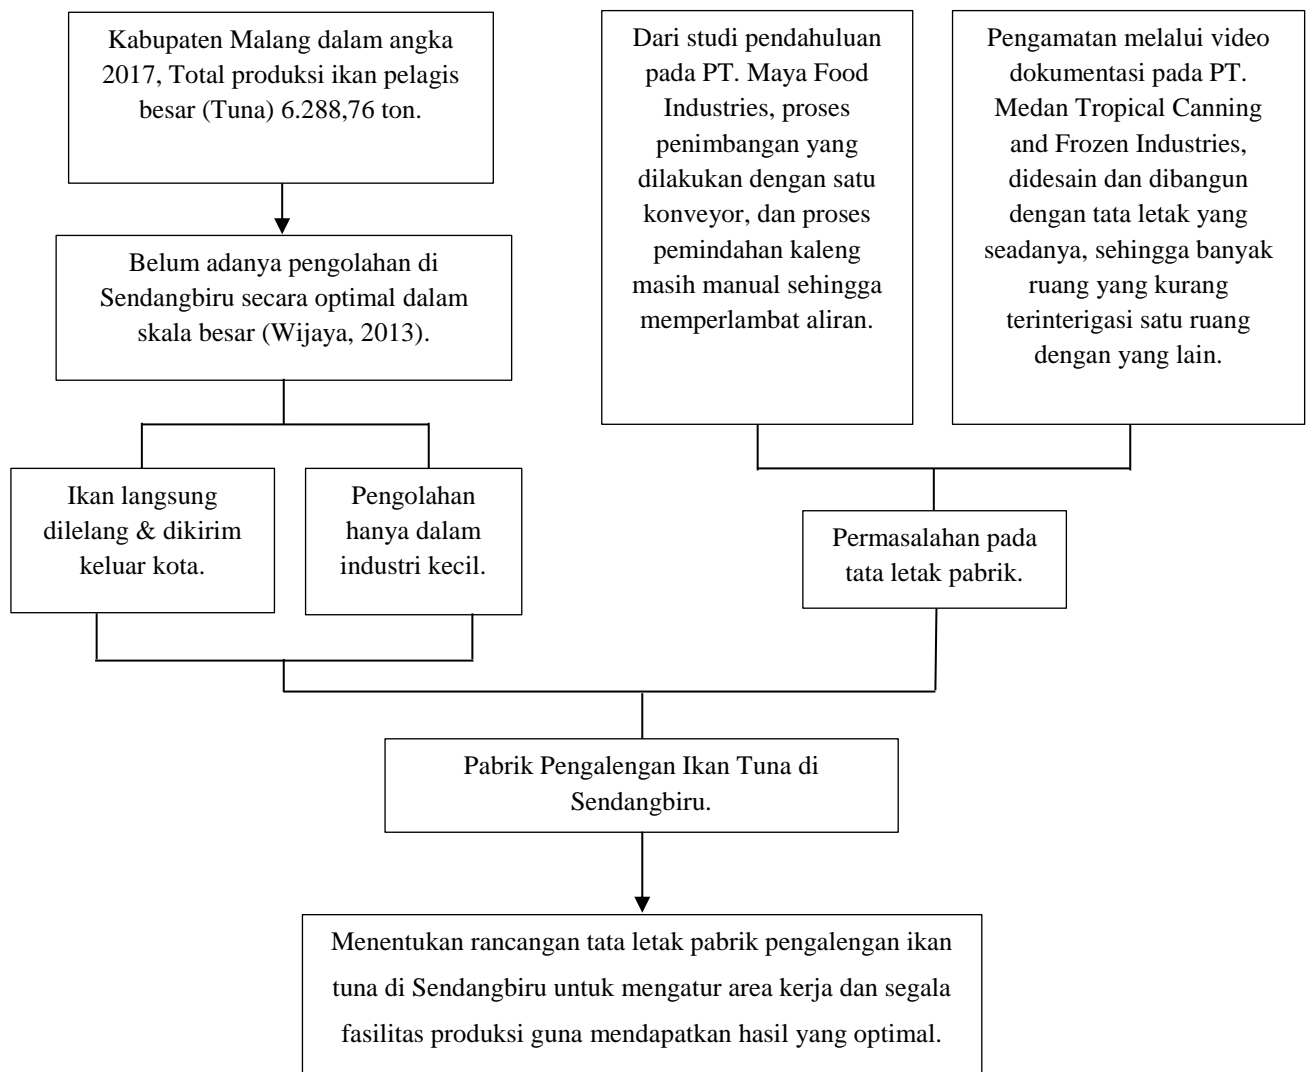 Kabupaten Malang dalam angka
2017, Total produksi ikan pelagis
besar (Tuna) 6.288,76 ton.
Belum adanya pengolahan di
Sendangbiru secara optimal dalam
skala besar (Wijaya, 2013).
Ikan langsung
dilelang & dikirim
keluar kota.
Pengolahan
hanya dalam
industri kecil.
Dari studi pendahuluan
pada PT. Maya Food
Industries, proses
penimbangan yang
dilakukan dengan satu
konveyor, dan proses
pemindahan kaleng
masih manual sehingga
memperlambat aliran.
Pengamatan melalui video
dokumentasi pada PT.
Medan Tropical Canning
and Frozen Industries,
didesain dan dibangun
dengan tata letak yang
seadanya, sehingga banyak
ruang yang kurang
terinterigasi satu ruang
dengan yang lain.
Permasalahan pada
tata letak pabrik.
Pabrik Pengalengan Ikan Tuna di
Sendangbiru.
Menentukan rancangan tata letak pabrik pengalengan ikan
tuna di Sendangbiru untuk mengatur area kerja dan segala
fasilitas produksi guna mendapatkan hasil yang optimal.